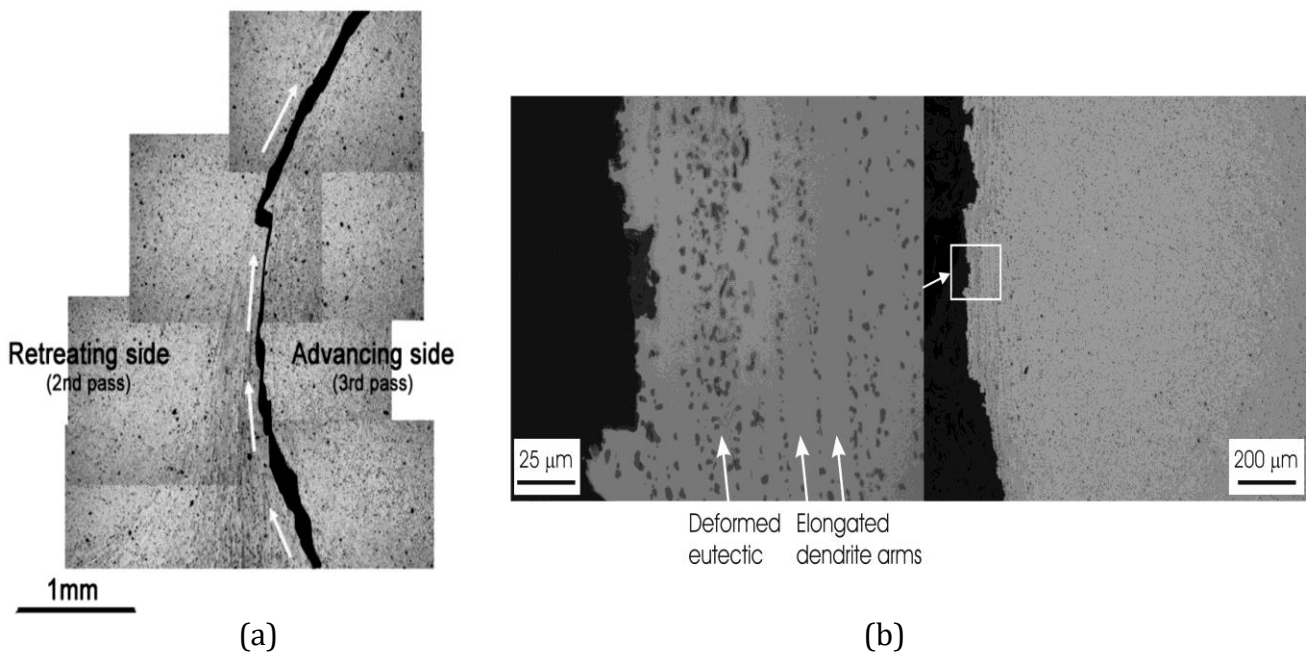 Retreating side
(2nd pass)
Advancing side
(3rd pass)
1mm
(a)
25 μm
200 μm
Deformed
eutectic
Elongated
dendrite arms
(b)